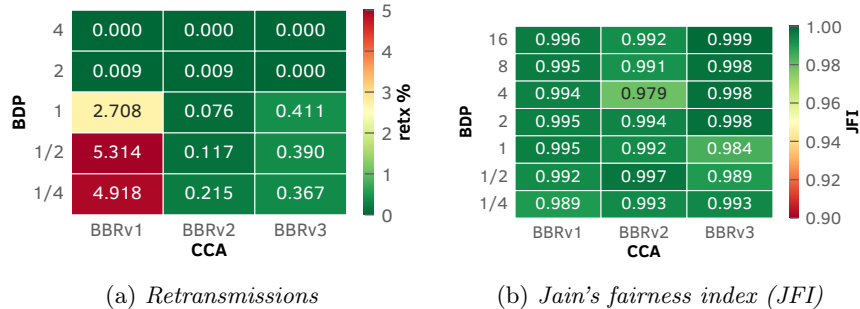 4 0.000 0.000 0.000
2 0.009 0.009 0.000
1 2.708 0.076 0.411
1/2 5.314 0.117 0.390
1/4 4.918 0.215 0.367
BDP
BBRv1 BBRv2 BBRv3
CCA
5
4
3
2
1
0
retx %
(a) Retransmissions
16 0.996 0.992 0.999
8 0.995 0.991 0.998
4 0.994 0.979 0.998
2 0.995 0.994 0.998
1 0.995 0.992 0.984
1/2 0.992 0.997 0.989
1/4 0.989 0.993 0.993
BDP
BBRv1 BBRv2 BBRv3
CCA
1.00
0.98
0.96
0.94
0.92
0.90
JFI
(b) Jain's fairness index (JFI)